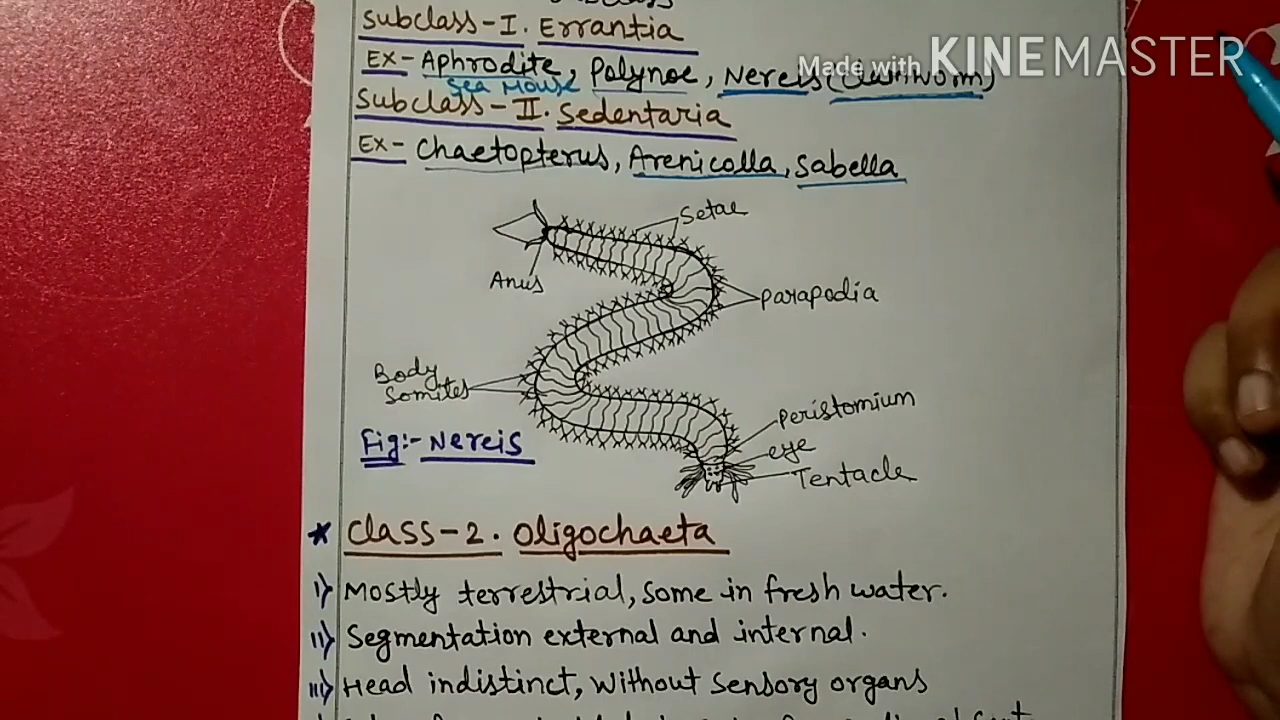 Subclass-I. Errantia
Made with KINEMASTER
Ex- Aphrodite, Polynoe, Nereis (Clamworm)
Sea Mouse
Subclass-II. Sedentaria
Ex- Chaetopterus, Arenicolla, Sabella
Setae
Anus
Parapodia
Body
Somites
Peristomium
eye
Tentacle
Fig:- Nereis
* Class-2. Oligochaeta
i) Mostly terrestrial, Some in fresh water.
ii) Segmentation external and internal.
iii) Head indistinct, Without Sensory organs